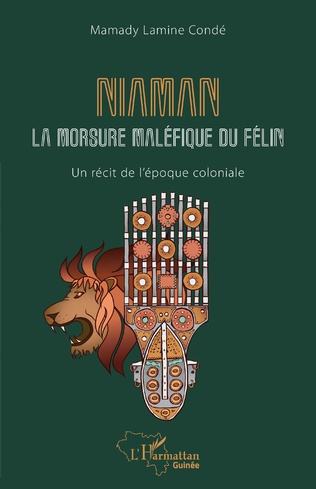 Mamady Lamine Condé
NIAMAN
LA MORSURE MALÉFIQUE DU FÉLIN
Un récit de l'époque coloniale
L'Harmattan
Guinée